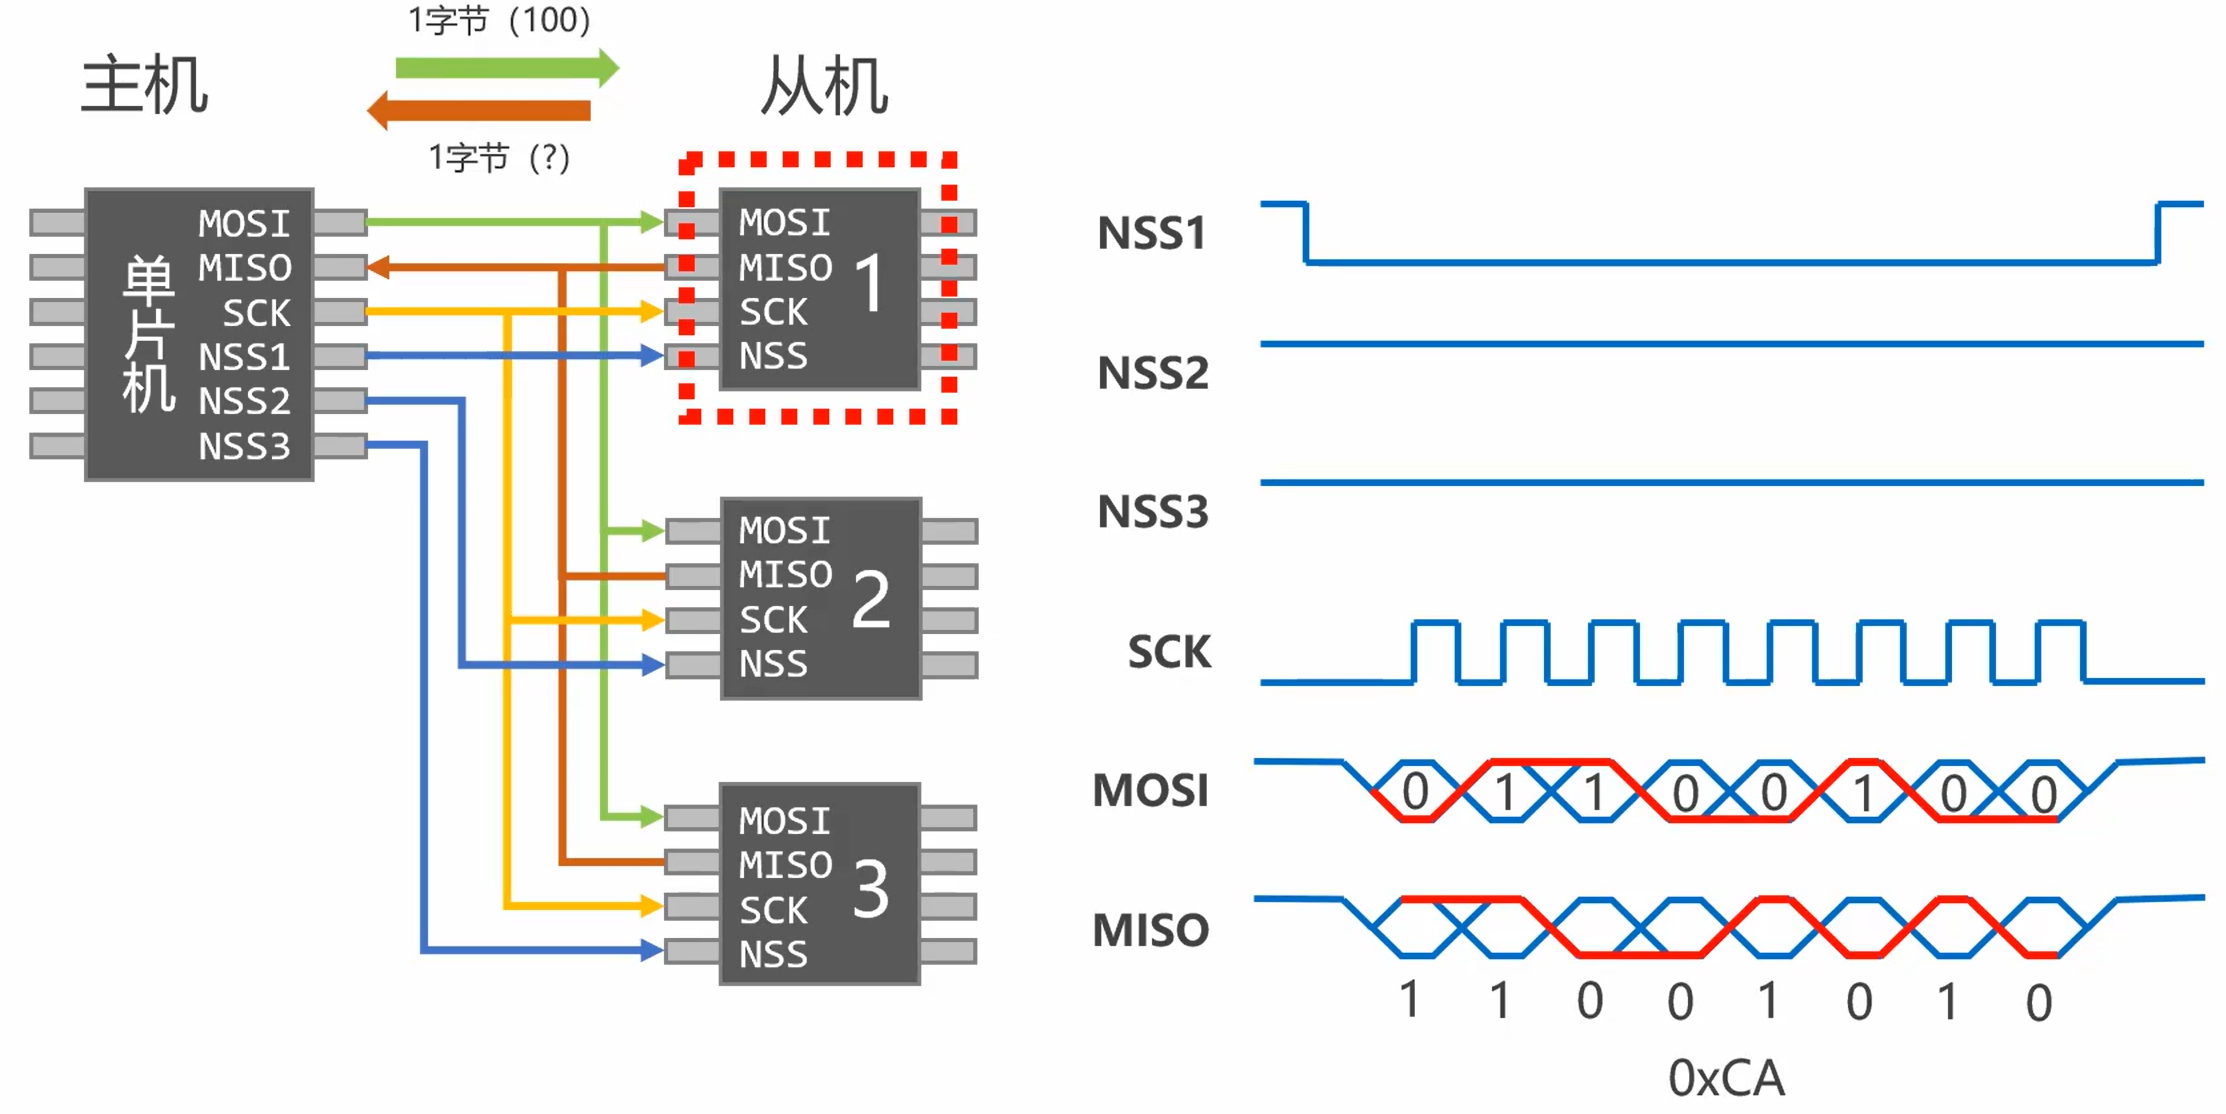 1字节（100）
主机
从机
1字节（?）
单片机
MOSI
MISO
SCK
NSS1
NSS2
NSS3
MOSI
MISO
SCK
NSS
1
MOSI
MISO
SCK
NSS
2
MOSI
MISO
SCK
NSS
3
NSS1
NSS2
NSS3
SCK
MOSI 0 1 1 0 0 1 0 0
MISO
1 1 0 0 1 0 1 0
0xCA